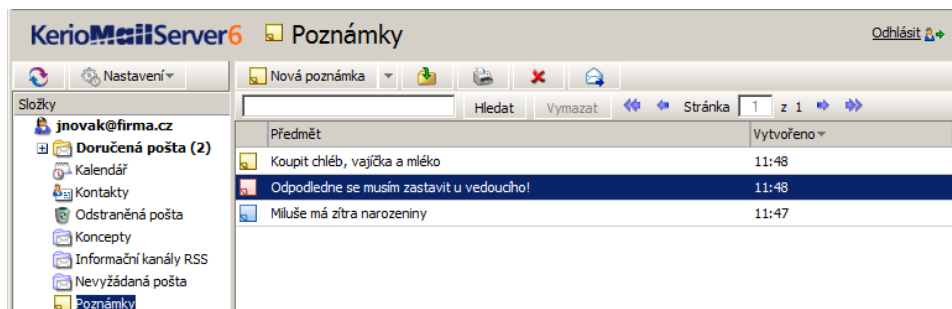 KerioMailServer6 Poznámky Odhlásit
Nastavení Nová poznámka
Složky Hledat Vymazat Stránka 1 z 1
jnovak@firma.cz Předmět Vytvořeno
Doručená pošta (2)
Koupit chléb, vajíčka a mléko 11:48
Kalendář
Odpodledne se musím zastavit u vedoucího! 11:48
Kontakty
Miluše má zítra narozeniny 11:47
Odstraněná pošta
Koncepty
Informační kanály RSS
Nevyžádaná pošta
Poznámky